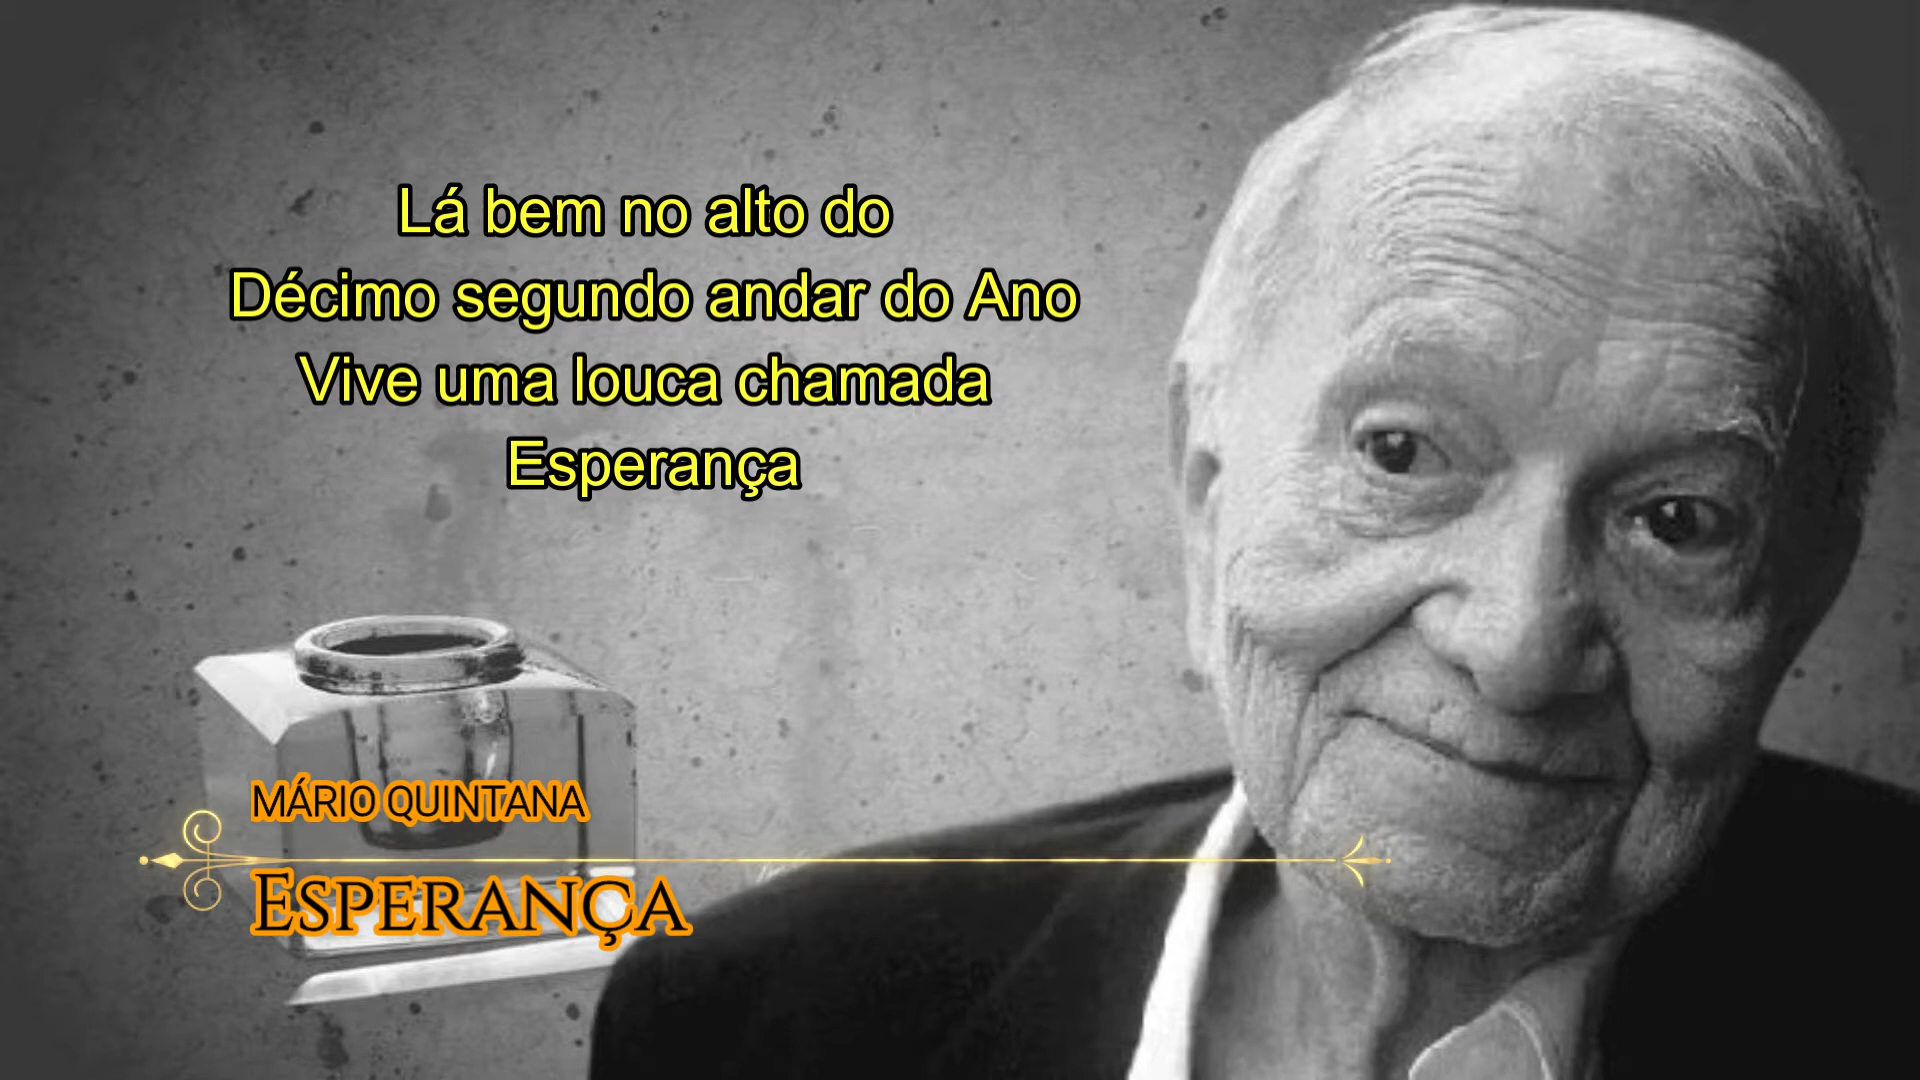 Lá bem no alto do
Décimo segundo andar do Ano
Vive uma louca chamada
Esperança
MÁRIO QUINTANA
ESPERANÇA